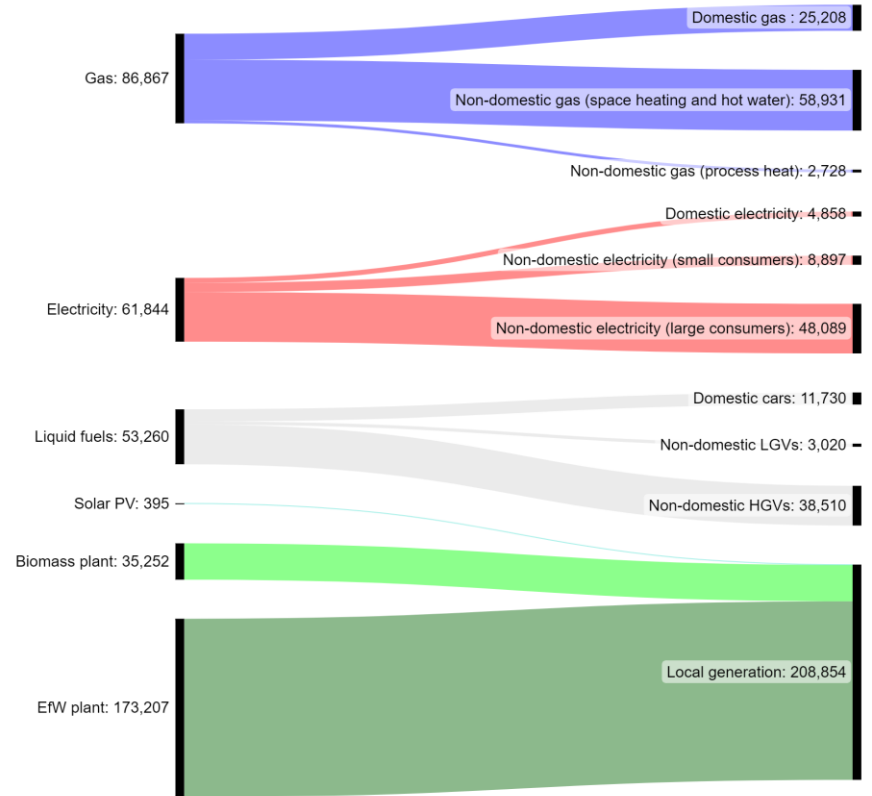 Domestic gas : 25,208
Gas: 86,867
Non-domestic gas (space heating and hot water): 58,931
Non-domestic gas (process heat): 2,728
Domestic electricity: 4,858
Non-domestic electricity (small consumers): 8,897
Electricity: 61,844
Non-domestic electricity (large consumers): 48,089
Domestic cars: 11,730
Liquid fuels: 53,260
Non-domestic LGVs: 3,020
Solar PV: 395
Non-domestic HGVs: 38,510
Biomass plant: 35,252
Local generation: 208,854
EfW plant: 173,207